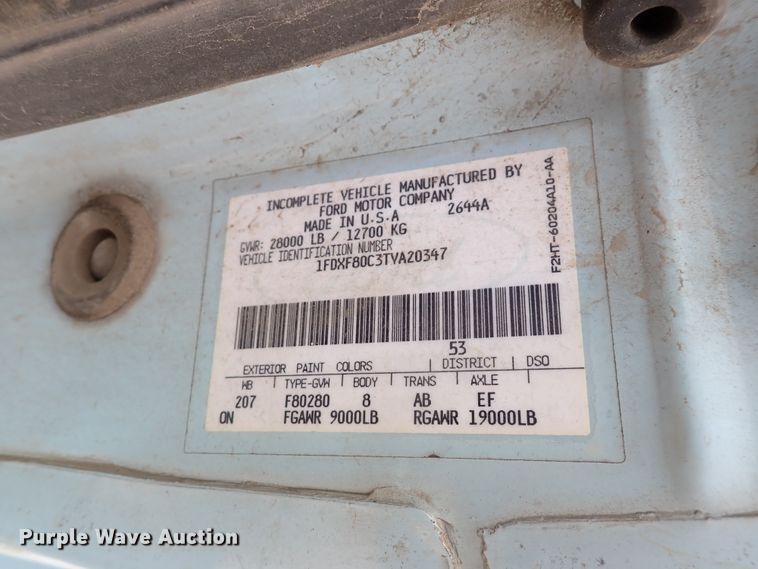 INCOMPLETE VEHICLE MANUFACTURED BY
FORD MOTOR COMPANY
MADE IN U.S.A 2644A
GVWR: 28000 LB / 12700 KG
VEHICLE IDENTIFICATION NUMBER
1FDXF80C3TVA20347
F2HT-60204A10-AA
53
EXTERIOR PAINT COLORS DISTRICT DSO
WB TYPE-GVW BODY TRANS AXLE
207 F80280 8 AB EF
ON FGAWR 9000LB RGAWR 19000LB
Purple Wave Auction